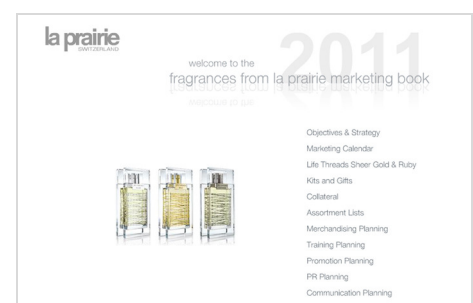 la prairie
SWITZERLAND
2011
welcome to the
fragrances from la prairie marketing book
Objectives & Strategy
Marketing Calendar
Life Threads Sheer Gold & Ruby
Kits and Gifts
Collateral
Assortment Lists
Merchandising Planning
Training Planning
Promotion Planning
PR Planning
Communication Planning